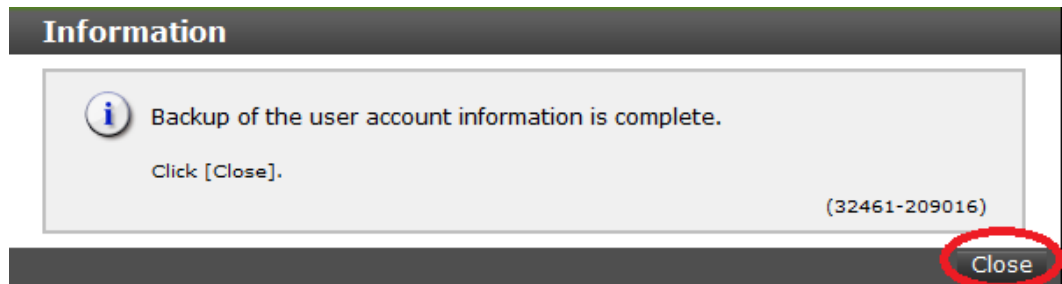 Information
Backup of the user account information is complete.
Click [Close].
(32461-209016)
Close